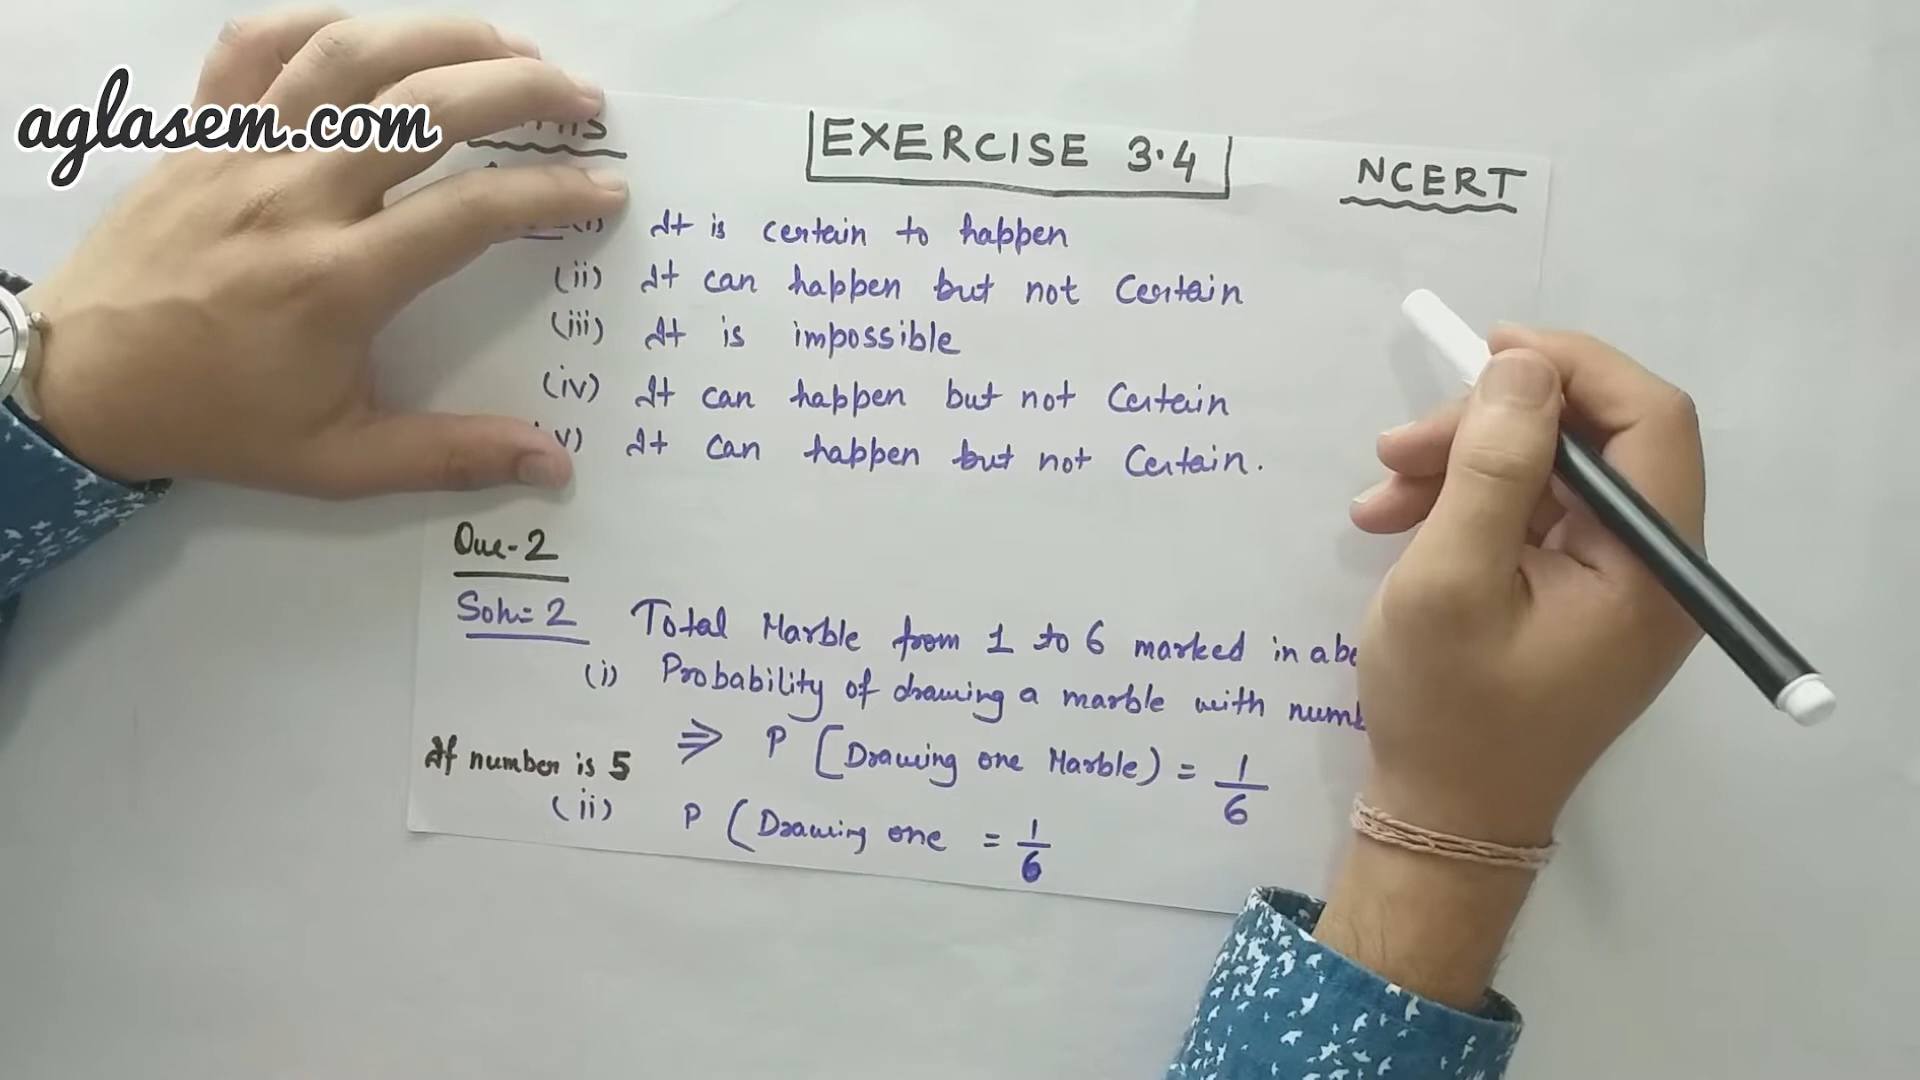 aglasem.com
EXERCISE 3.4
NCERT
(i) It is certain to happen
(ii) It can happen but not Certain
(iii) It is impossible
(iv) It can happen but not Certain
v) It Can happen but not Certain.
Que-2
Soln=2 Total Marble from 1 to 6 marked in
(i) Probability of drawing a marble with
⇒ P [Drawing one Marble) = 1/6
If number is 5
(ii) P (Drawing one = 1/6